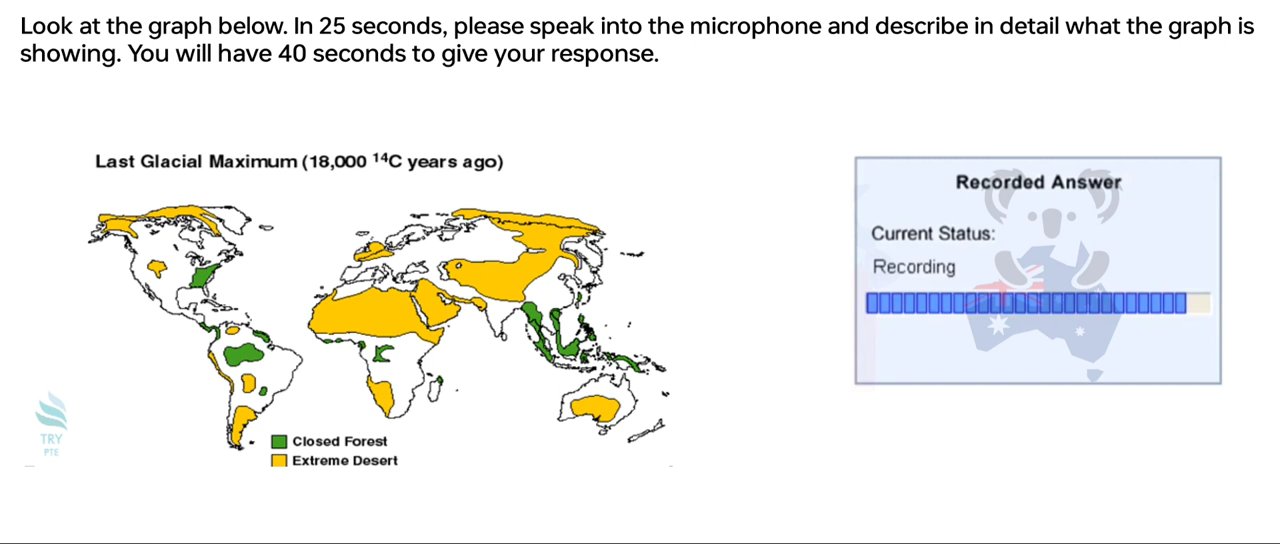 Look at the graph below. In 25 seconds, please speak into the microphone and describe in detail what the graph is
showing. You will have 40 seconds to give your response.
Last Glacial Maximum (18,000 ¹⁴C years ago)
Closed Forest
Extreme Desert
TRY
PTE
Recorded Answer
Current Status:
Recording